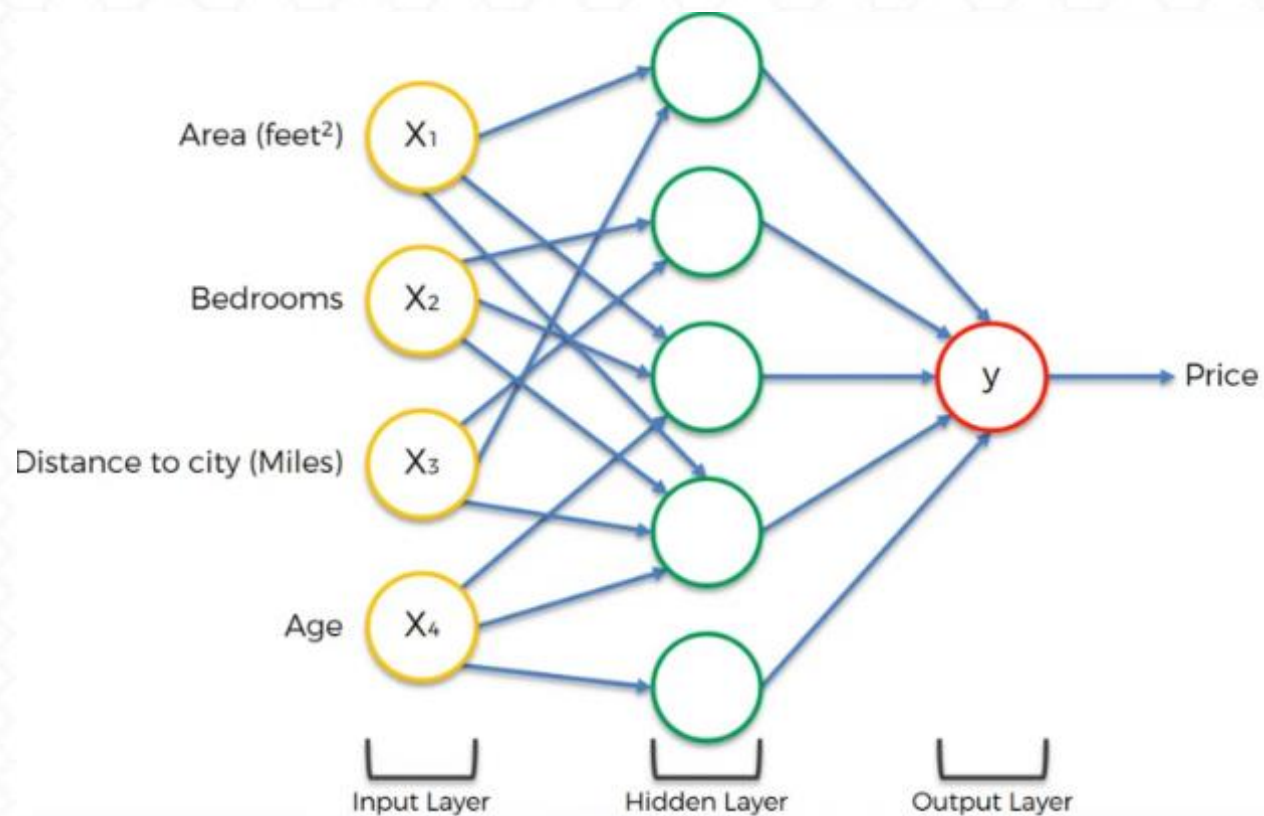 Area (feet²)
X₁
Bedrooms
X₂
Distance to city (Miles)
X₃
Age
X₄
y
Price
Input Layer
Hidden Layer
Output Layer